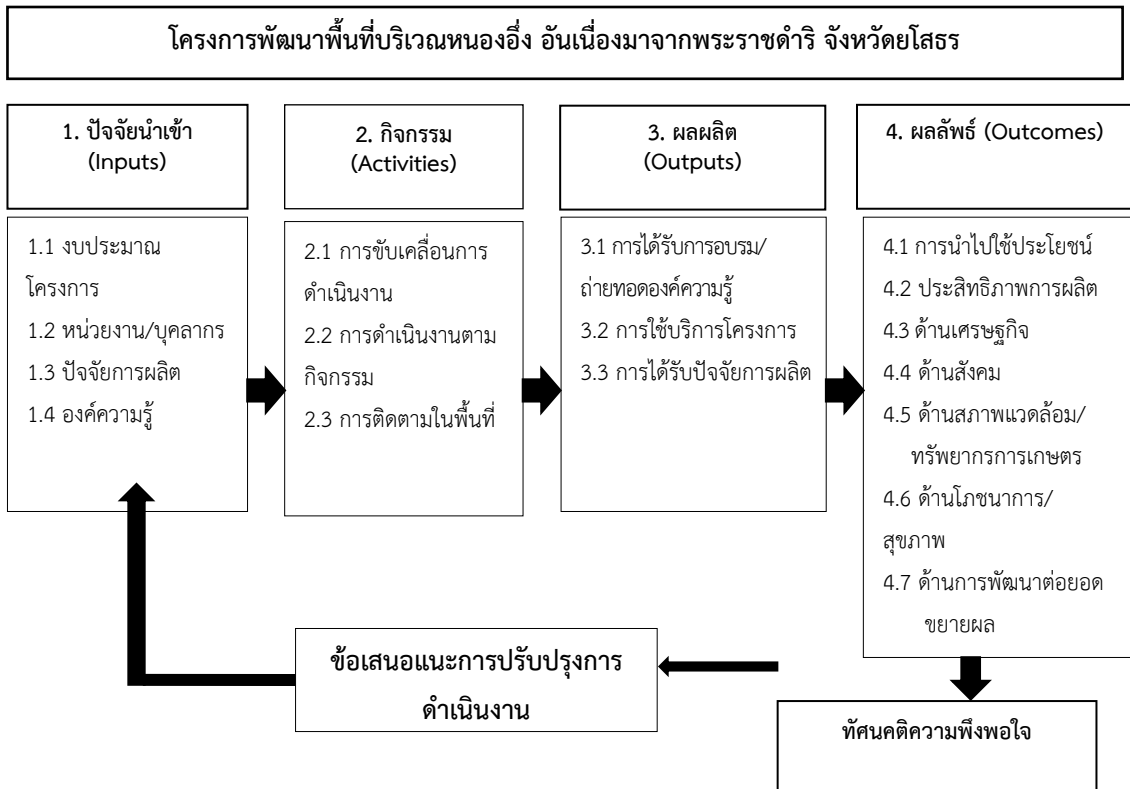 โครงการพัฒนาพื้นที่บริเวณหนองอึ่ง อันเนื่องมาจากพระราชดำริ จังหวัดยโสธร
1. ปัจจัยนำเข้า
(Inputs)
1.1 งบประมาณ
โครงการ
1.2 หน่วยงาน/บุคลากร
1.3 ปัจจัยการผลิต
1.4 องค์ความรู้
2. กิจกรรม
(Activities)
2.1 การขับเคลื่อนการ
ดำเนินงาน
2.2 การดำเนินงานตาม
กิจกรรม
2.3 การติดตามในพื้นที่
3. ผลผลิต
(Outputs)
3.1 การได้รับการอบรม/
ถ่ายทอดองค์ความรู้
3.2 การใช้บริการโครงการ
3.3 การได้รับปัจจัยการผลิต
4. ผลลัพธ์ (Outcomes)
4.1 การนำไปใช้ประโยชน์
4.2 ประสิทธิภาพการผลิต
4.3 ด้านเศรษฐกิจ
4.4 ด้านสังคม
4.5 ด้านสภาพแวดล้อม/
ทรัพยากรการเกษตร
4.6 ด้านโภชนาการ/
สุขภาพ
4.7 ด้านการพัฒนาต่อยอด
ขยายผล
ข้อเสนอแนะการปรับปรุงการ
ดำเนินงาน
ทัศนคติความพึงพอใจ